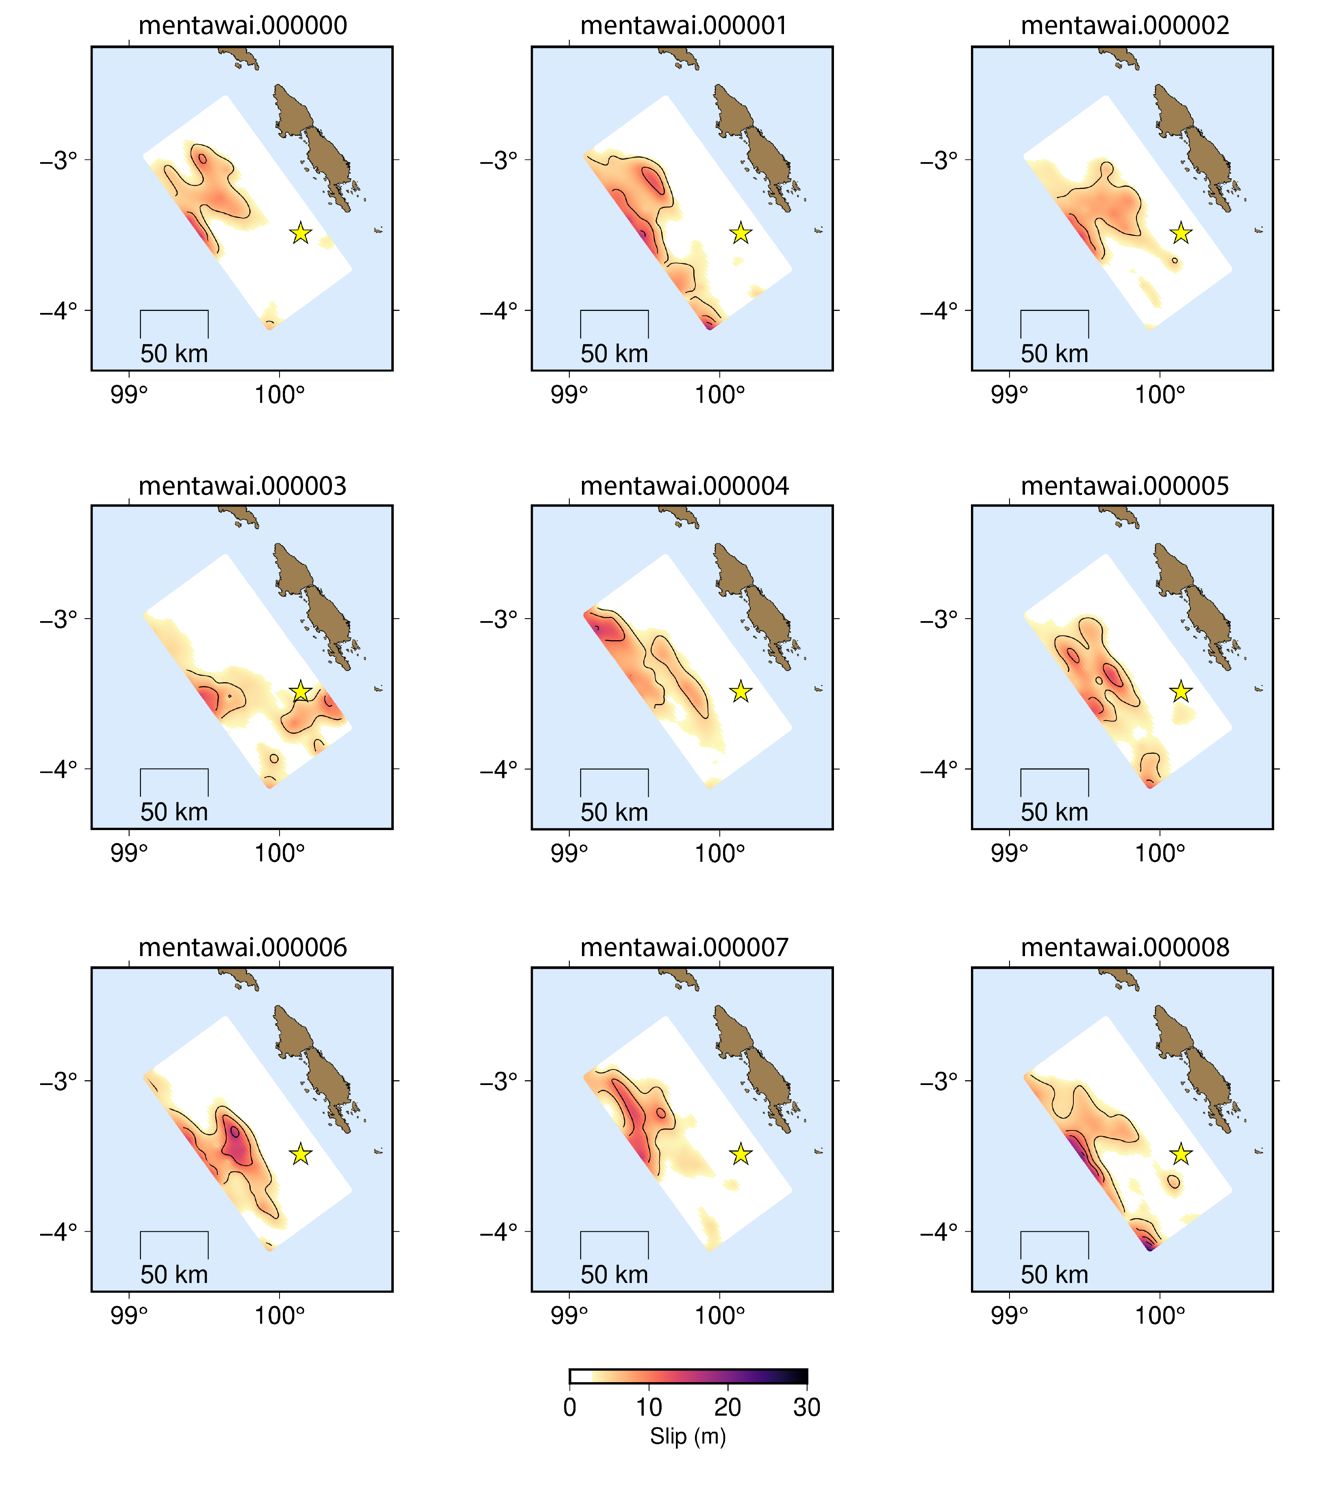 mentawai.000000 mentawai.000001 mentawai.000002
−3° −3° −3°
−4° −4° −4°
50 km 50 km 50 km
99° 100° 99° 100° 99° 100°
mentawai.000003 mentawai.000004 mentawai.000005
−3° −3° −3°
−4° −4° −4°
50 km 50 km 50 km
99° 100° 99° 100° 99° 100°
mentawai.000006 mentawai.000007 mentawai.000008
−3° −3° −3°
−4° −4° −4°
50 km 50 km 50 km
99° 100° 99° 100° 99° 100°
0 10 20 30
Slip (m)